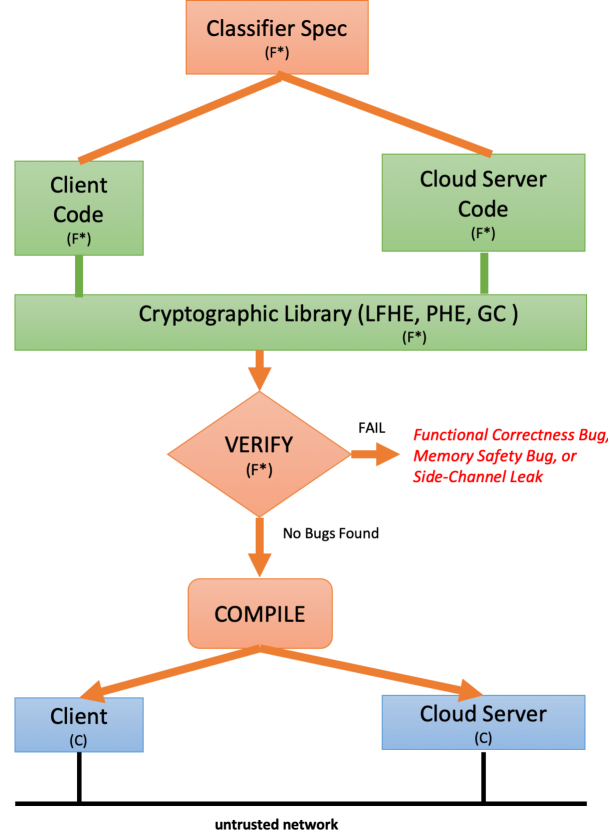 Classifier Spec
(F*)
Client
Code
(F*)
Cloud Server
Code
(F*)
Cryptographic Library (LFHE, PHE, GC )
(F*)
VERIFY
(F*)
FAIL
Functional Correctness Bug,
Memory Safety Bug, or
Side-Channel Leak
No Bugs Found
COMPILE
Client
(C)
Cloud Server
(C)
untrusted network